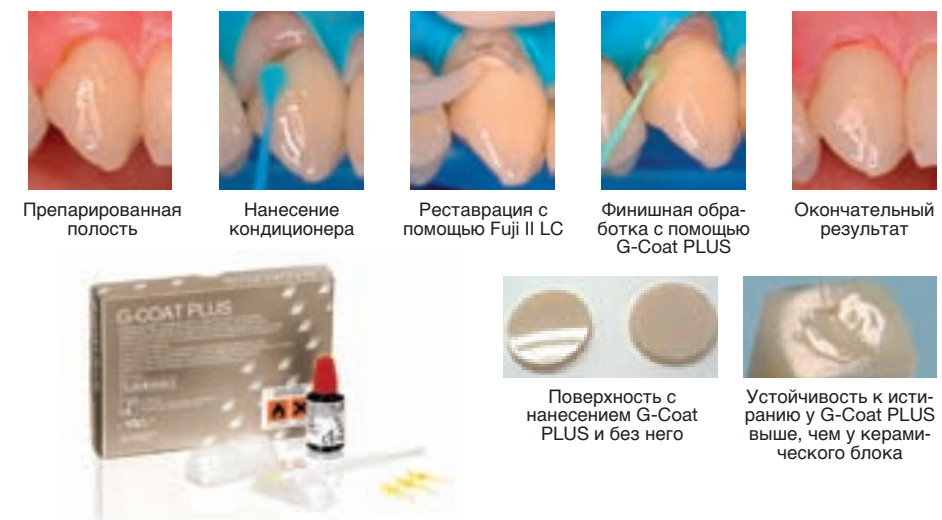 Препарированная
полость
Нанесение
кондиционера
Реставрация с
помощью Fuji II LC
Финишная обра-
ботка с помощью
G-Coat PLUS
Окончательный
результат
G-COAT PLUS
Поверхность с
нанесением G-Coat
PLUS и без него
Устойчивость к исти-
ранию у G-Coat PLUS
выше, чем у керами-
ческого блока